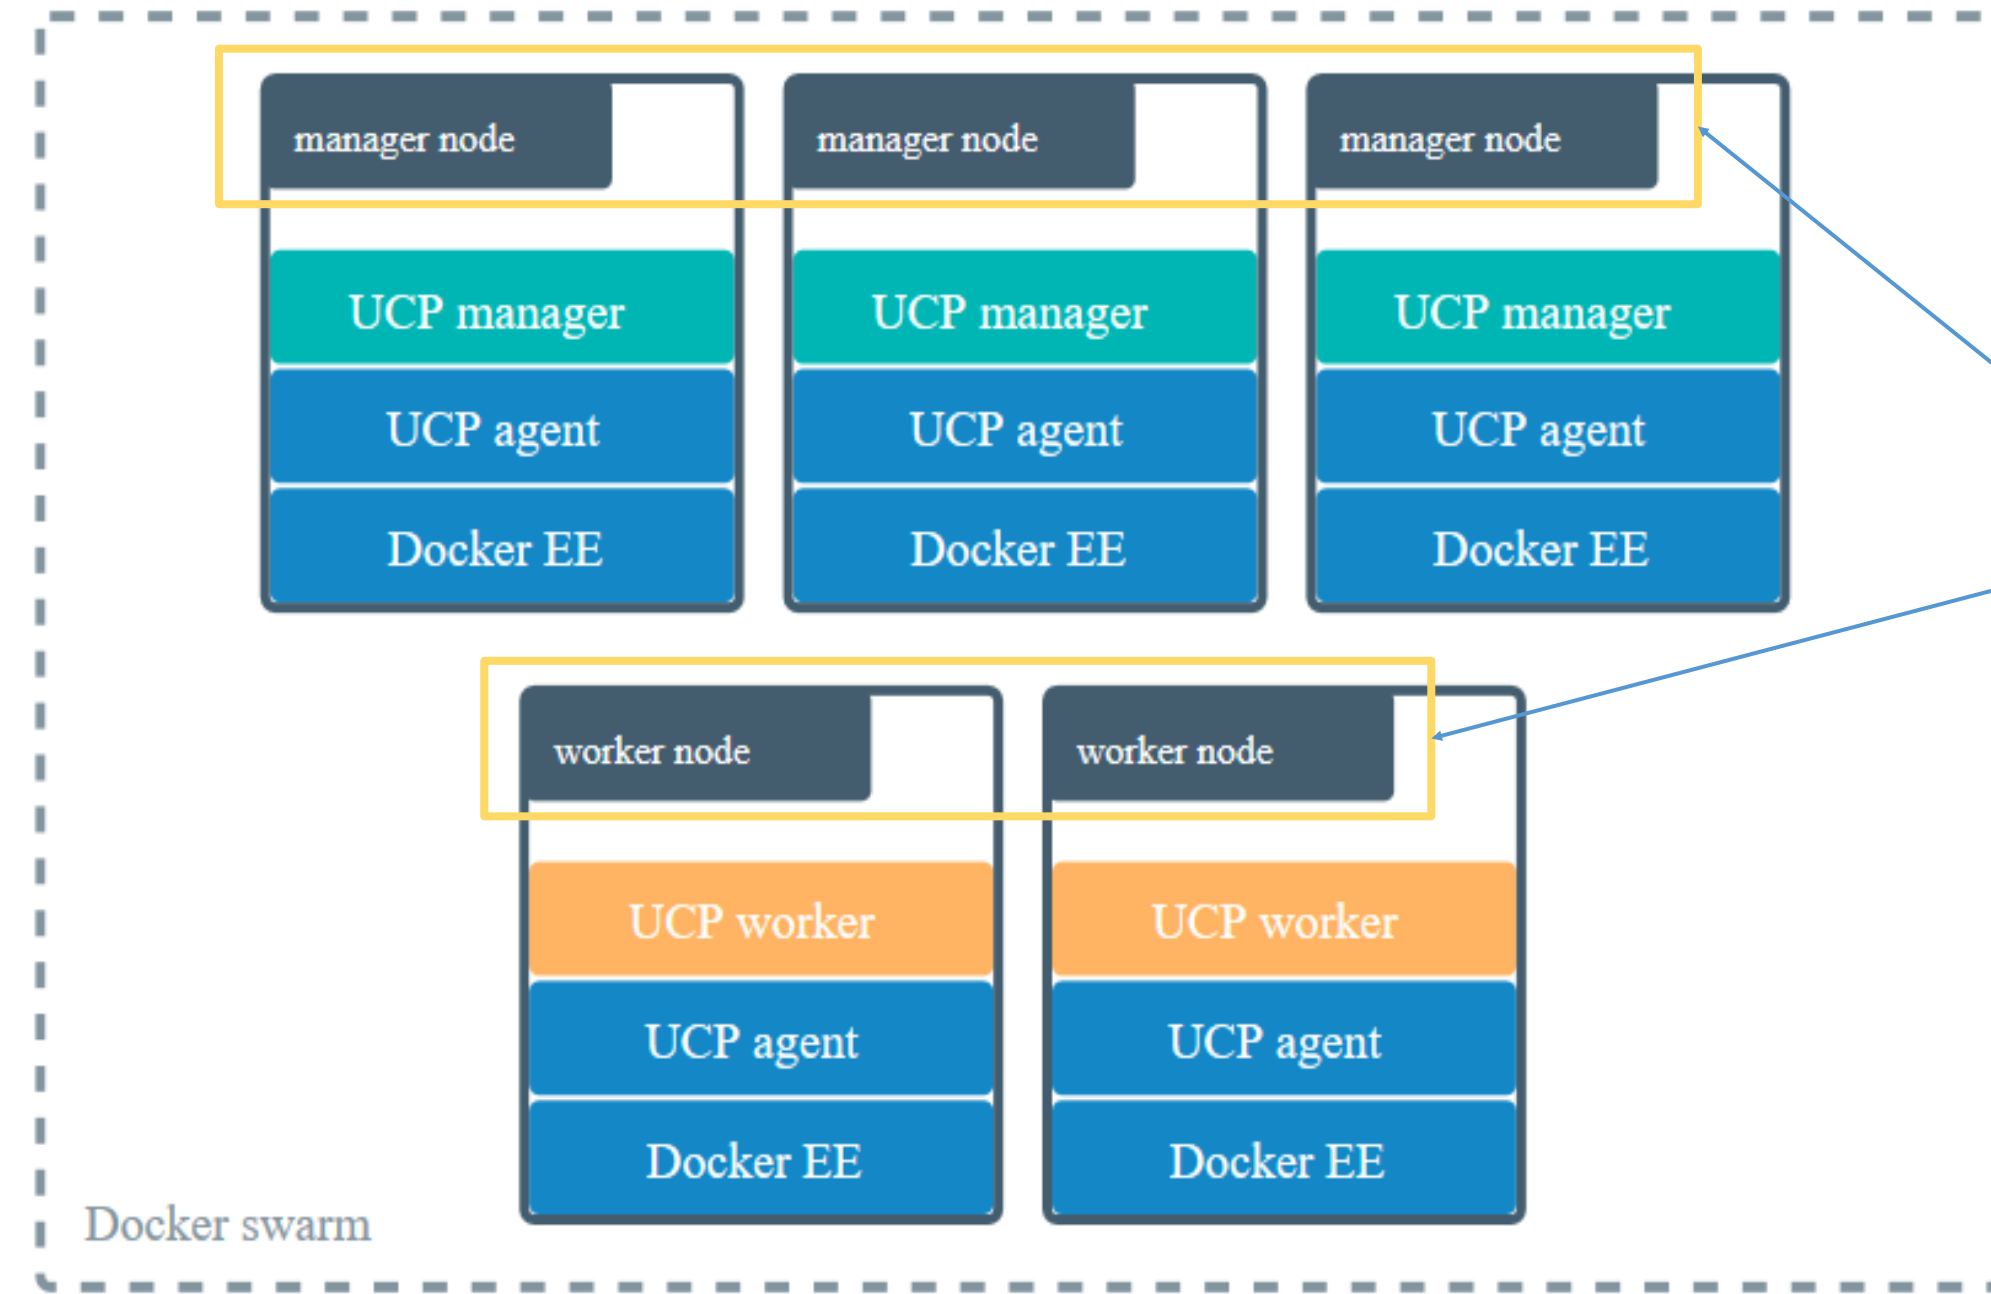 manager node
manager node
manager node
UCP manager
UCP manager
UCP manager
UCP agent
UCP agent
UCP agent
Docker EE
Docker EE
Docker EE
worker node
worker node
UCP worker
UCP worker
UCP agent
UCP agent
Docker EE
Docker EE
Docker swarm